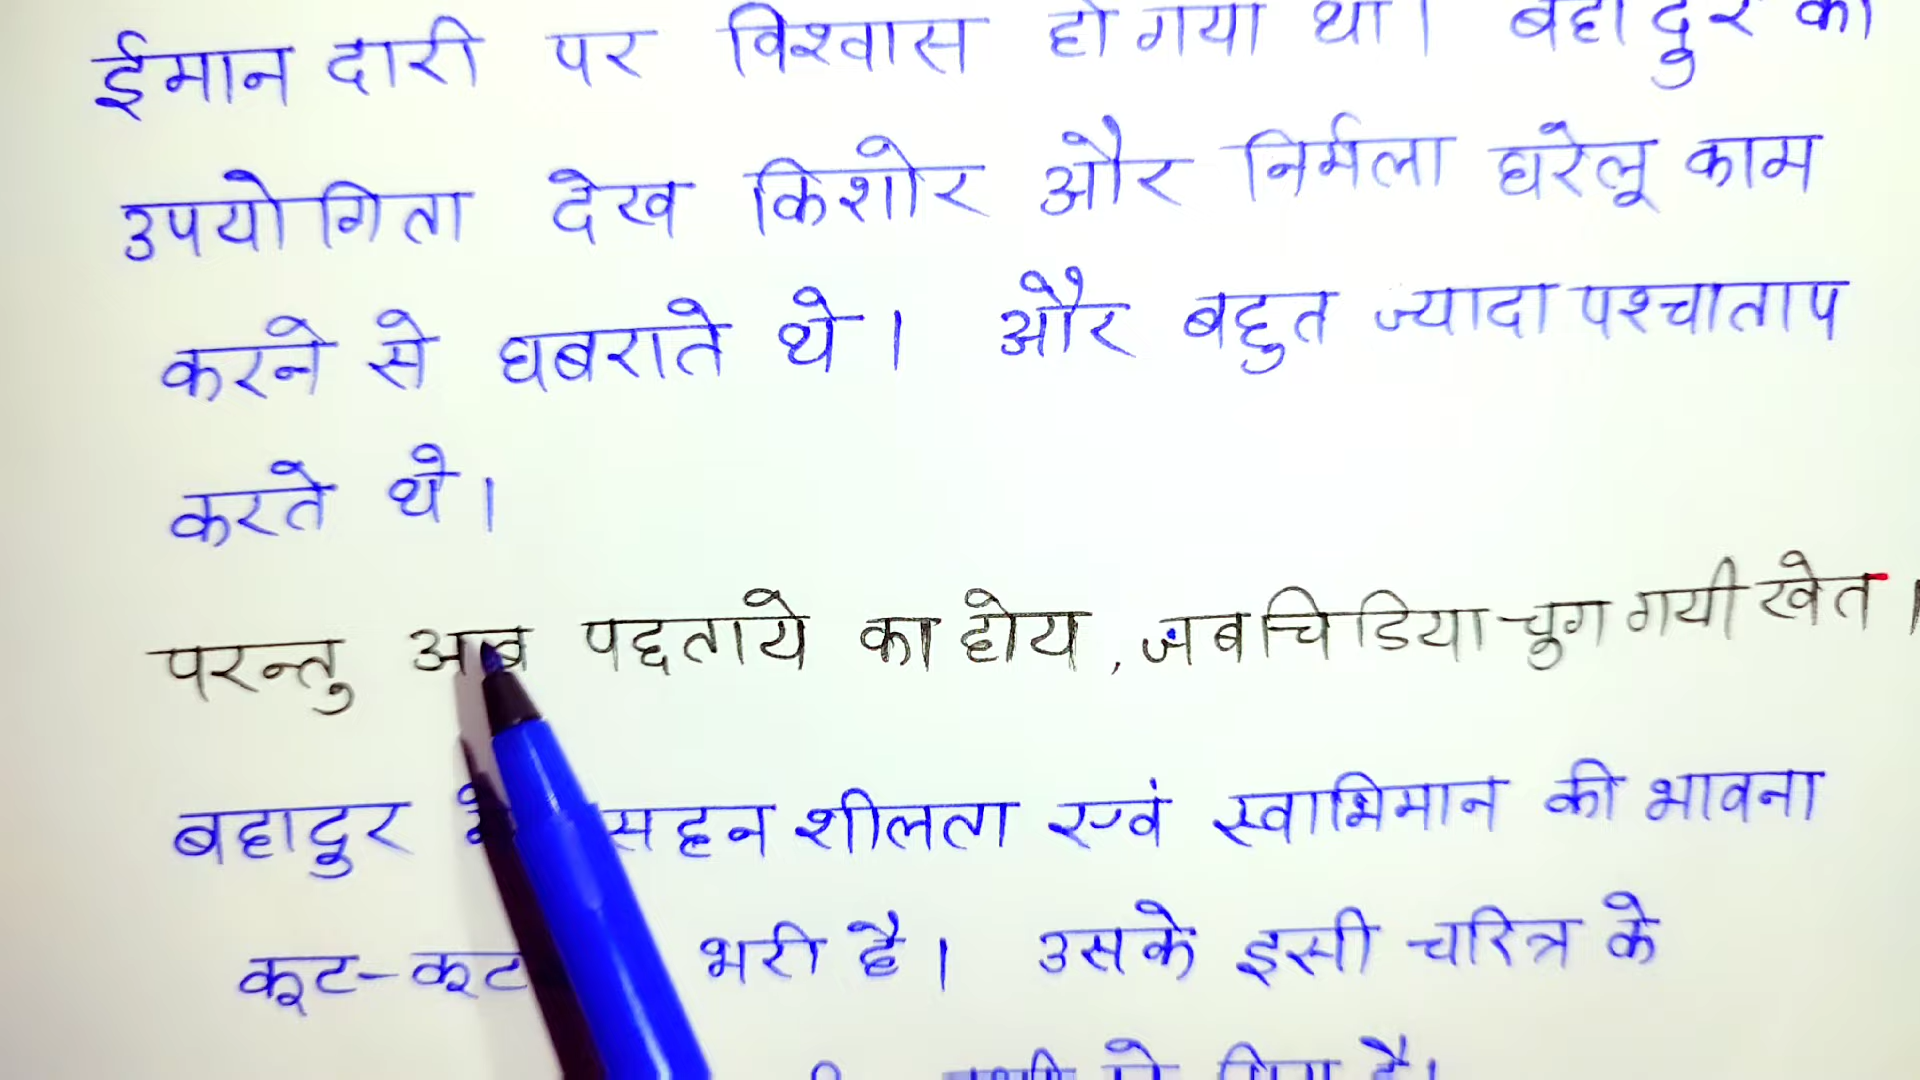 ईमानदारी पर विश्वास हो गया था। बहादुर की
उपयोगिता देख किशोर और निर्मला घरेलू काम
करने से घबराते थे। और बहुत ज्यादा पश्चाताप
करते थे।
परन्तु अब पछताये का होय, जब चिडिया चुग गयी खेत।
बहादुर सहनशीलता एवं स्वाभिमान की भावना
कूट-कूट भरी है। उसके इसी चरित्र के
है।